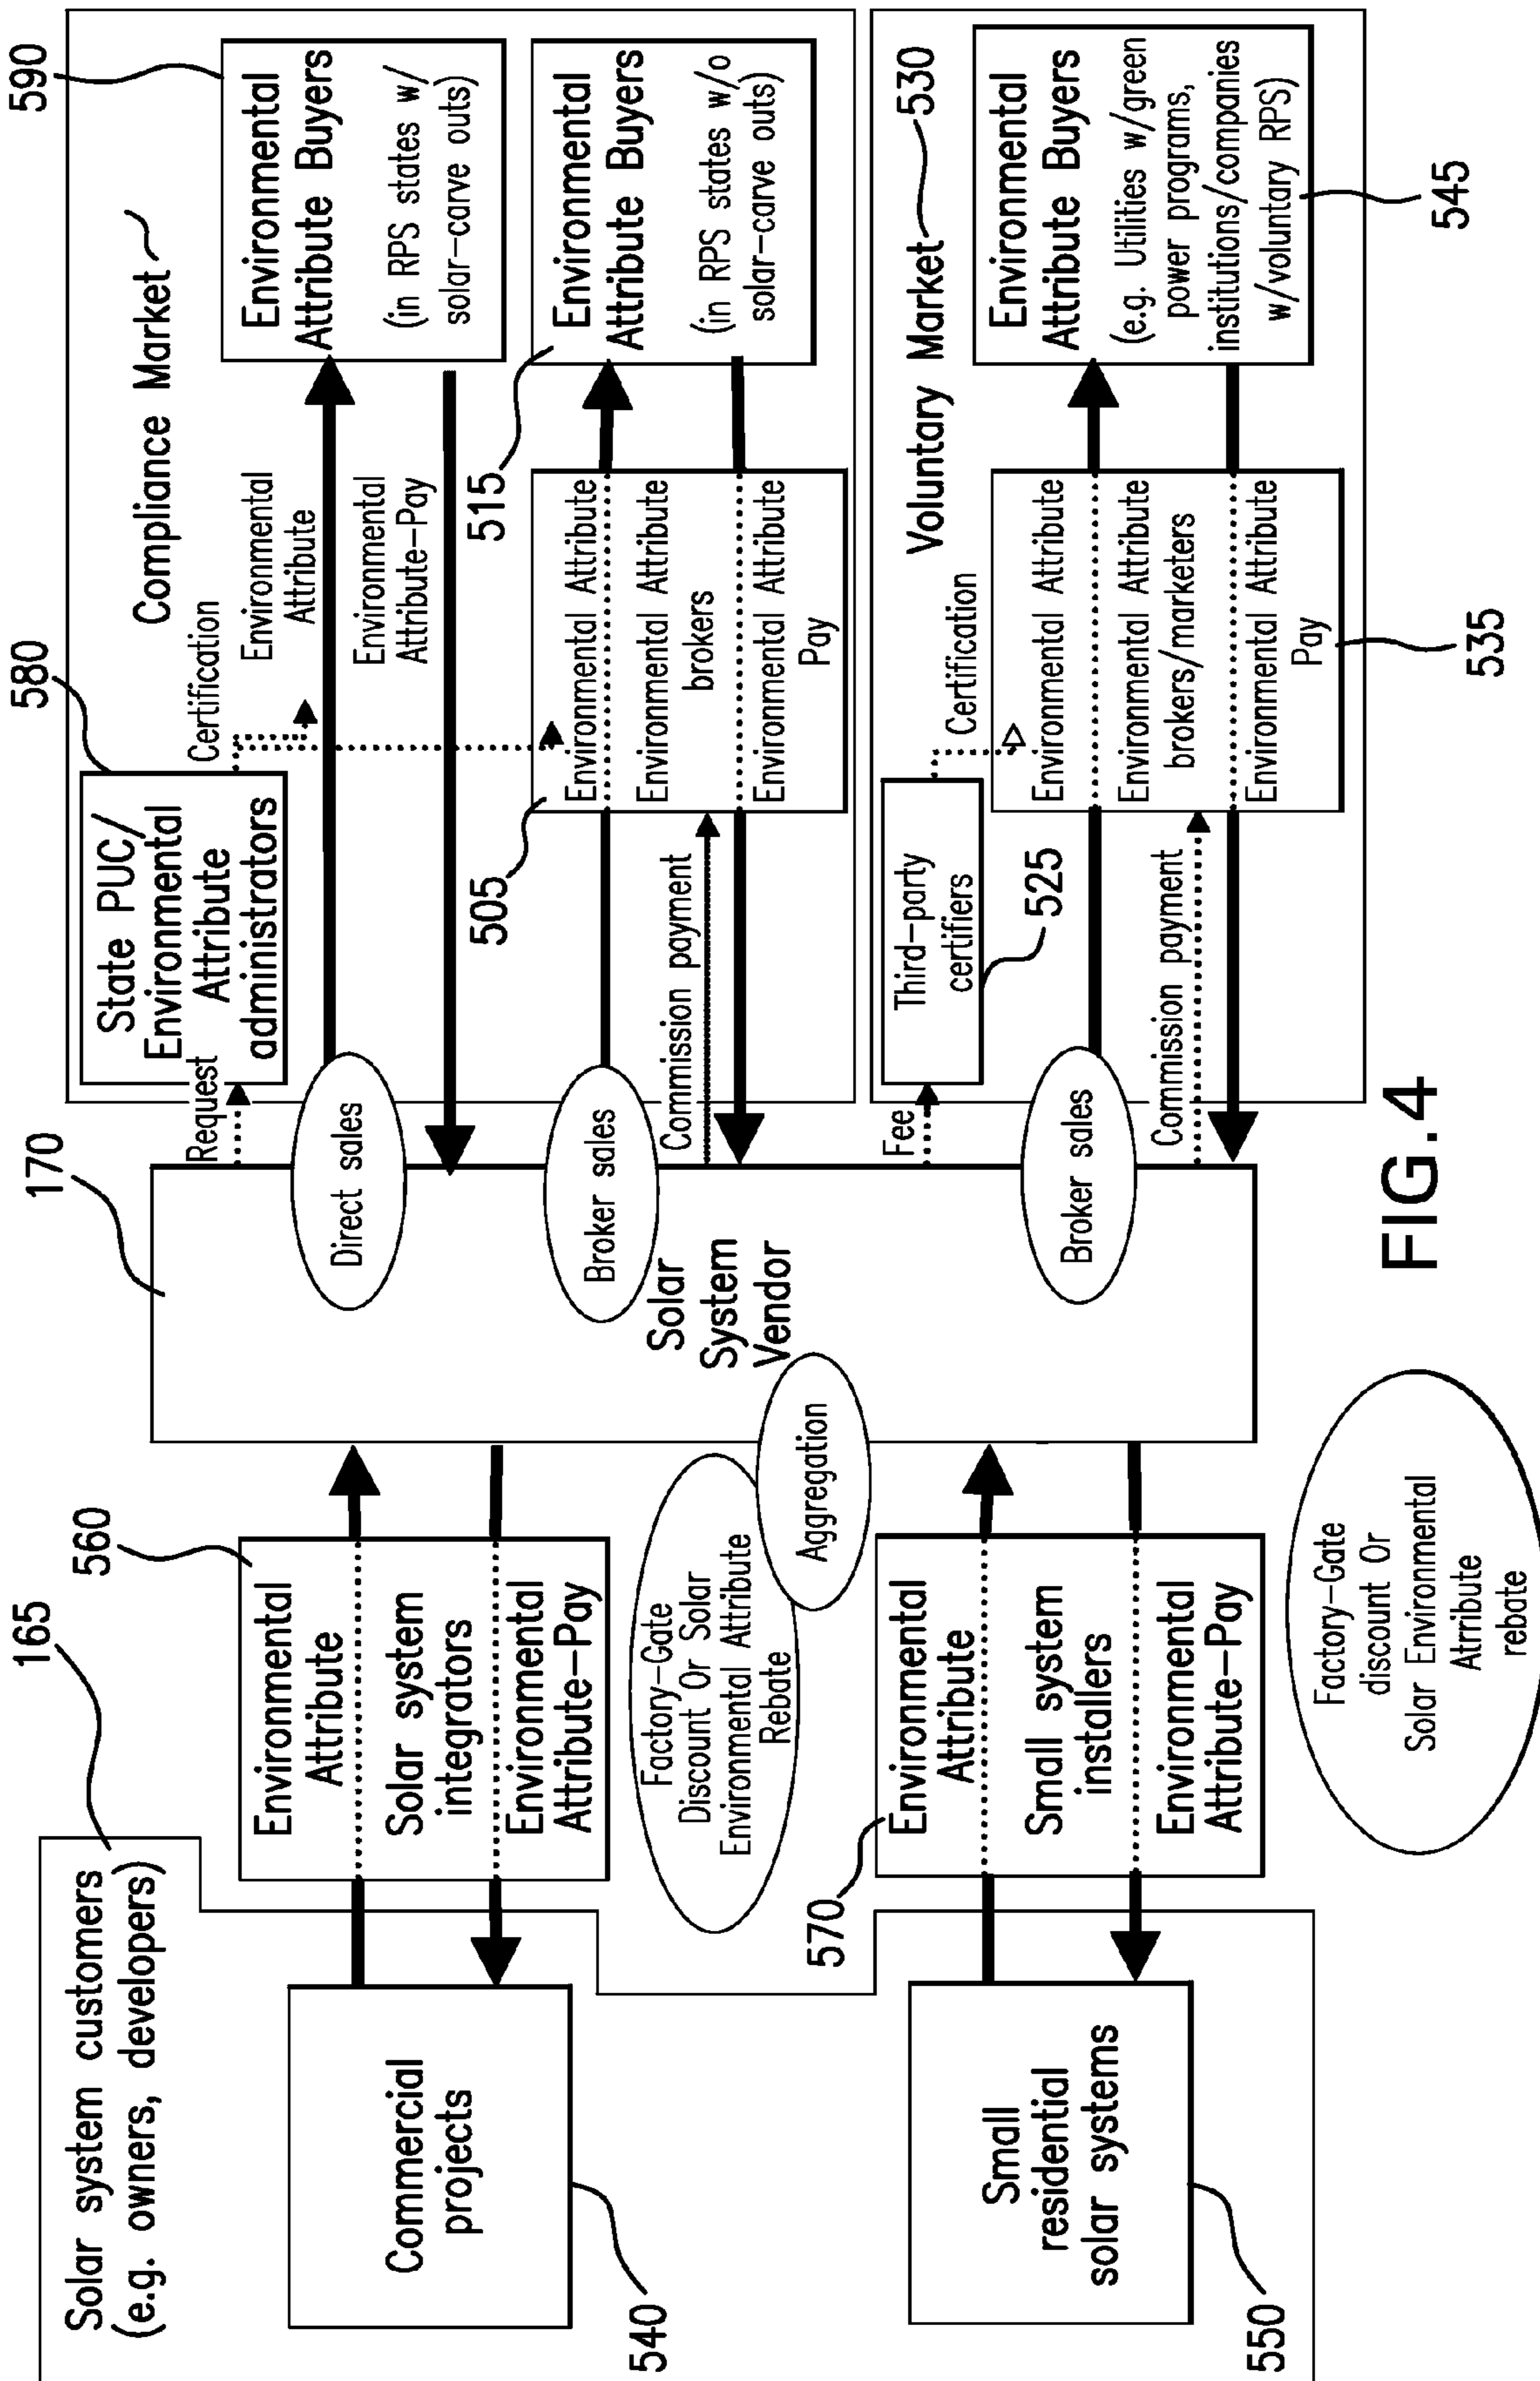 Solar system customers
(e.g. owners, developers)
165
Commercial
projects
540
Small
residential
solar systems
550
560
Environmental
Attribute
Solar system
integrators
Environmental
Attribute-Pay
Factory-Gate
Discount Or Solar
Environmental Attribute
Rebate
Aggregation
570
Environmental
Attribute
Small system
installers
Environmental
Attribute-Pay
Factory-Gate
discount Or
Solar Environmental
Atrribute
rebate
170
Solar
System
Vendor
Direct sales
Broker sales
Broker sales
Request
580
State PUC/
Environmental
Attribute
administrators
Certification
Compliance Market
Environmental
Attribute
Environmental
Attribute-Pay
590
Environmental
Attribute Buyers
(in RPS states w/
solar-carve outs)
505
Commission payment
Environmental Attribute
Environmental Attribute
brokers
Environmental Attribute
Pay
515
Environmental
Attribute Buyers
(in RPS states w/o
solar-carve outs)
Fee
Third-party
certifiers
525
Certification
Voluntary Market
530
Commission payment
Environmental Attribute
Environmental Attribute
brokers/marketers
Environmental Attribute
Pay
535
Environmental
Attribute Buyers
(e.g. Utilities w/green
power programs,
institutions/companies
w/voluntary RPS)
545
FIG.4